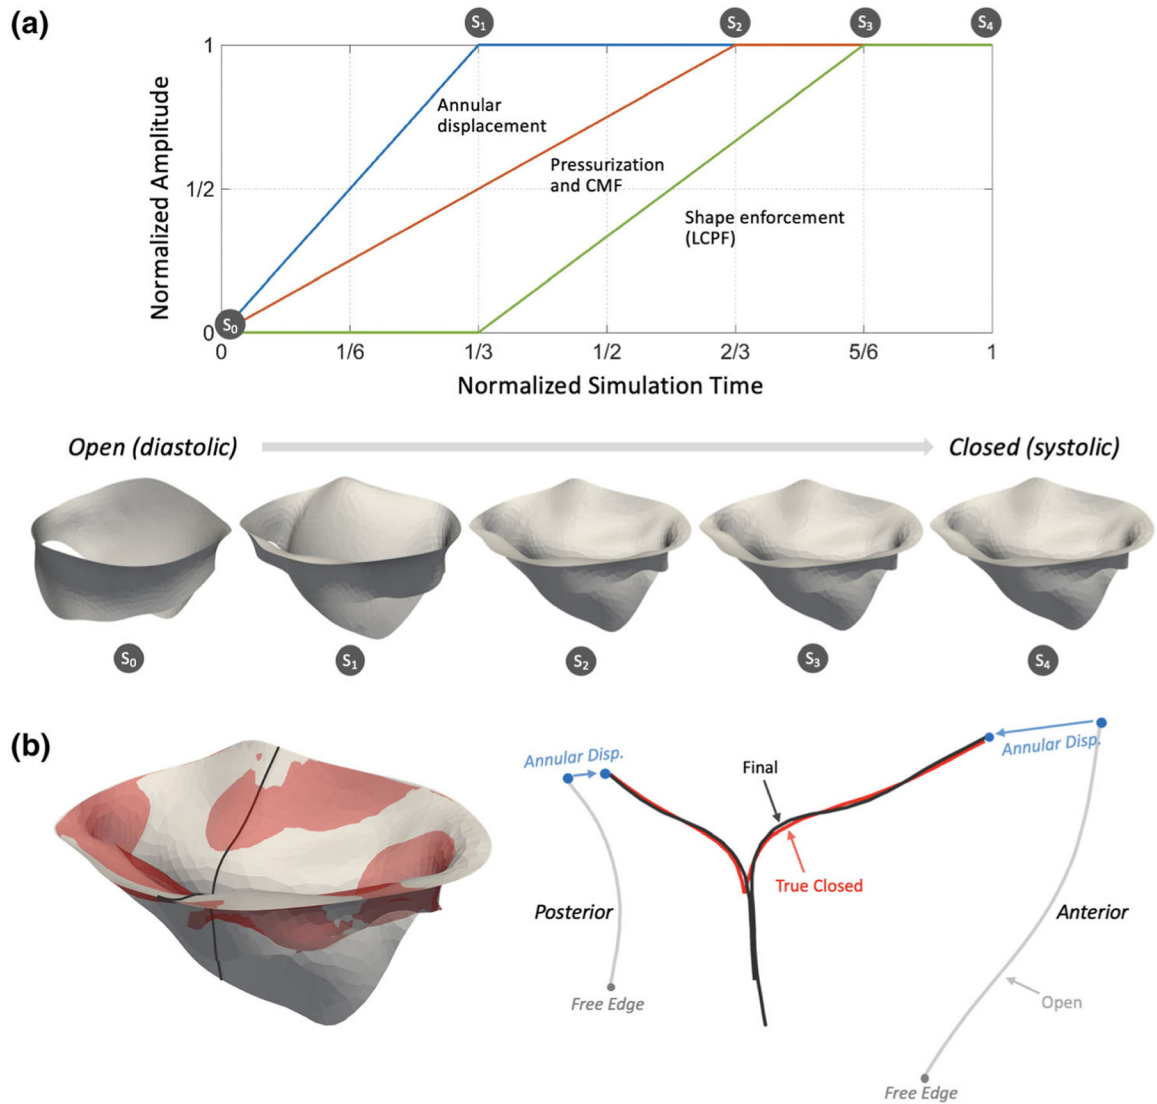 (a)
S₁
S₂
S₃
S₄
1
1/2
0
Normalized Amplitude
Annular
displacement
Pressurization
and CMF
Shape enforcement
(LCPF)
S₀
0
1/6
1/3
1/2
2/3
5/6
1
Normalized Simulation Time
Open (diastolic)
Closed (systolic)
S₀
S₁
S₂
S₃
S₄
(b)
Annular Disp.
Annular Disp.
Final
True Closed
Posterior
Anterior
Free Edge
Open
Free Edge